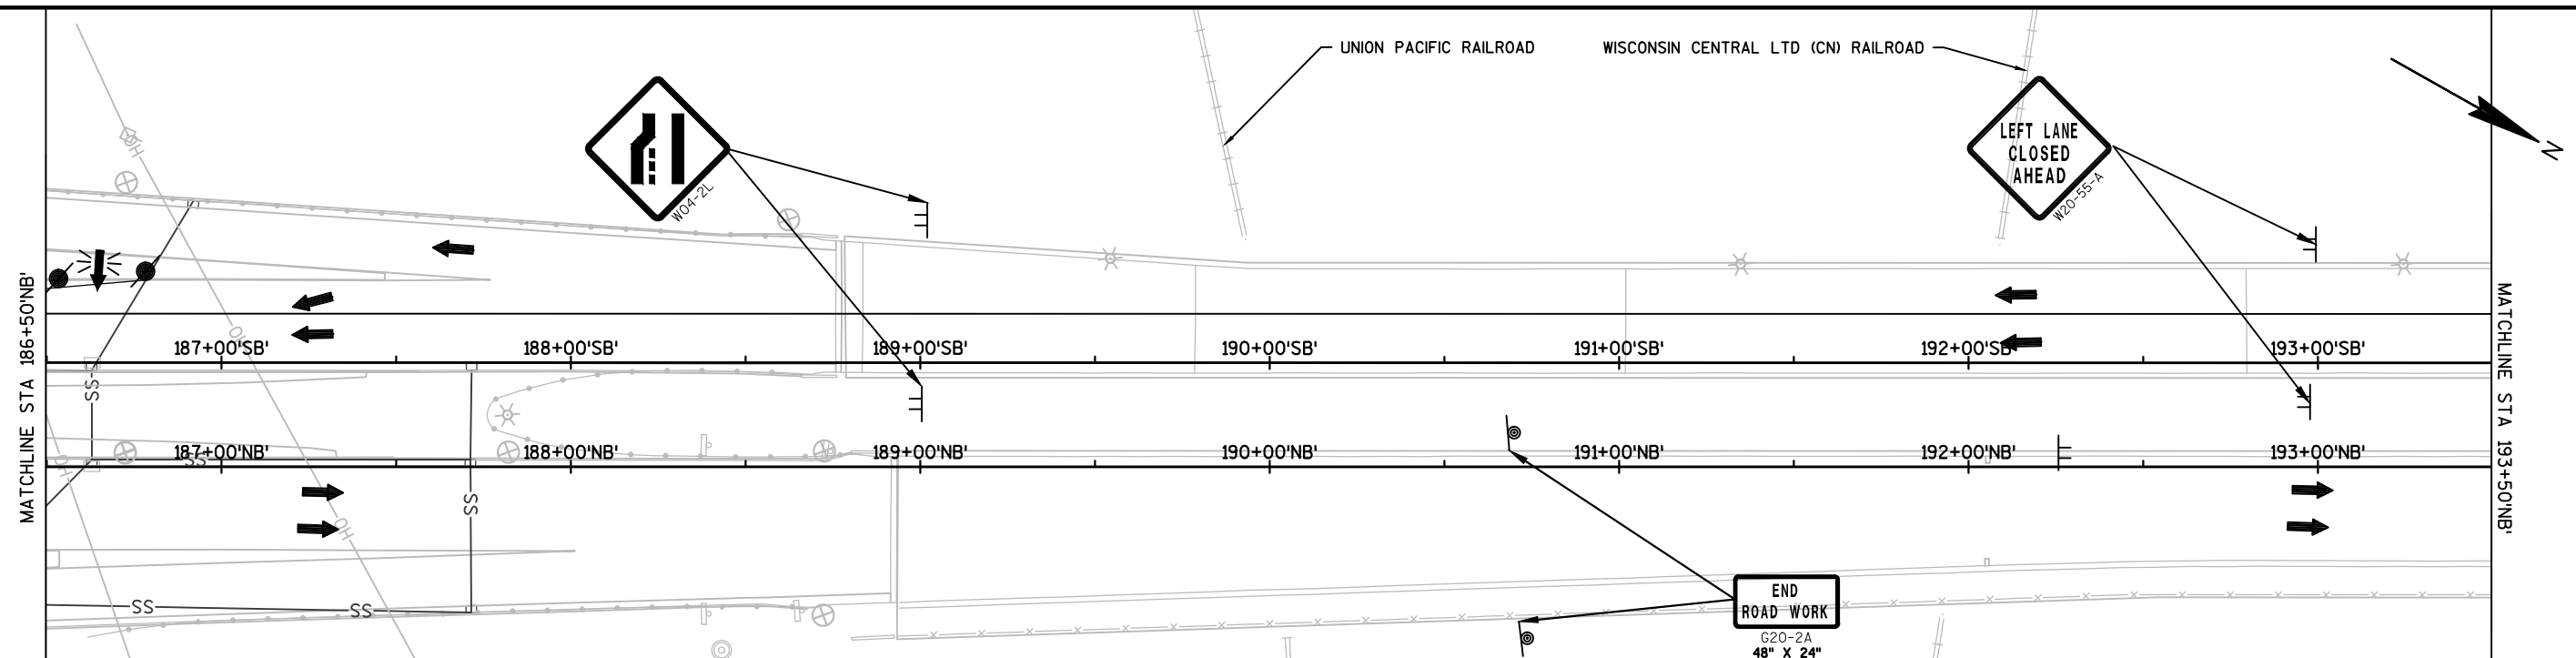 UNION PACIFIC RAILROAD
WISCONSIN CENTRAL LTD (CN) RAILROAD
W04-2L
LEFT LANE
CLOSED
AHEAD
W20-55-A
N
MATCHLINE STA 186+50'NB'
MATCHLINE STA 193+50'NB'
OH
OH
187+00'SB'
188+00'SB'
189+00'SB'
190+00'SB'
191+00'SB'
192+00'SB'
193+00'SB'
SS
187+00'NB'
188+00'NB'
189+00'NB'
190+00'NB'
191+00'NB'
192+00'NB'
193+00'NB'
SS
OH
SS
OH
SS
SS
END
ROAD WORK
G20-2A
48" X 24"